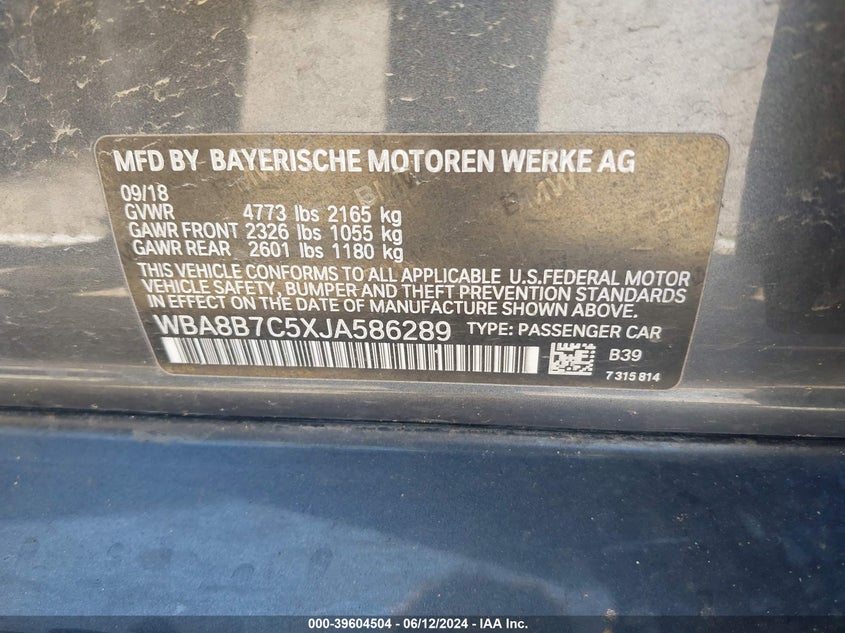 MFD BY BAYERISCHE MOTOREN WERKE AG
09/18
GVWR 4773 lbs 2165 kg
GAWR FRONT 2326 lbs 1055 kg
GAWR REAR 2601 lbs 1180 kg
THIS VEHICLE CONFORMS TO ALL APPLICABLE U.S.FEDERAL MOTOR
VEHICLE SAFETY, BUMPER AND THEFT PREVENTION STANDARDS
IN EFFECT ON THE DATE OF MANUFACTURE SHOWN ABOVE.
WBA8B7C5XJA586289 TYPE: PASSENGER CAR
B39
7 315 814
BMW
BMW
000-39604504 / 06/12/2024 - IAA Inc.